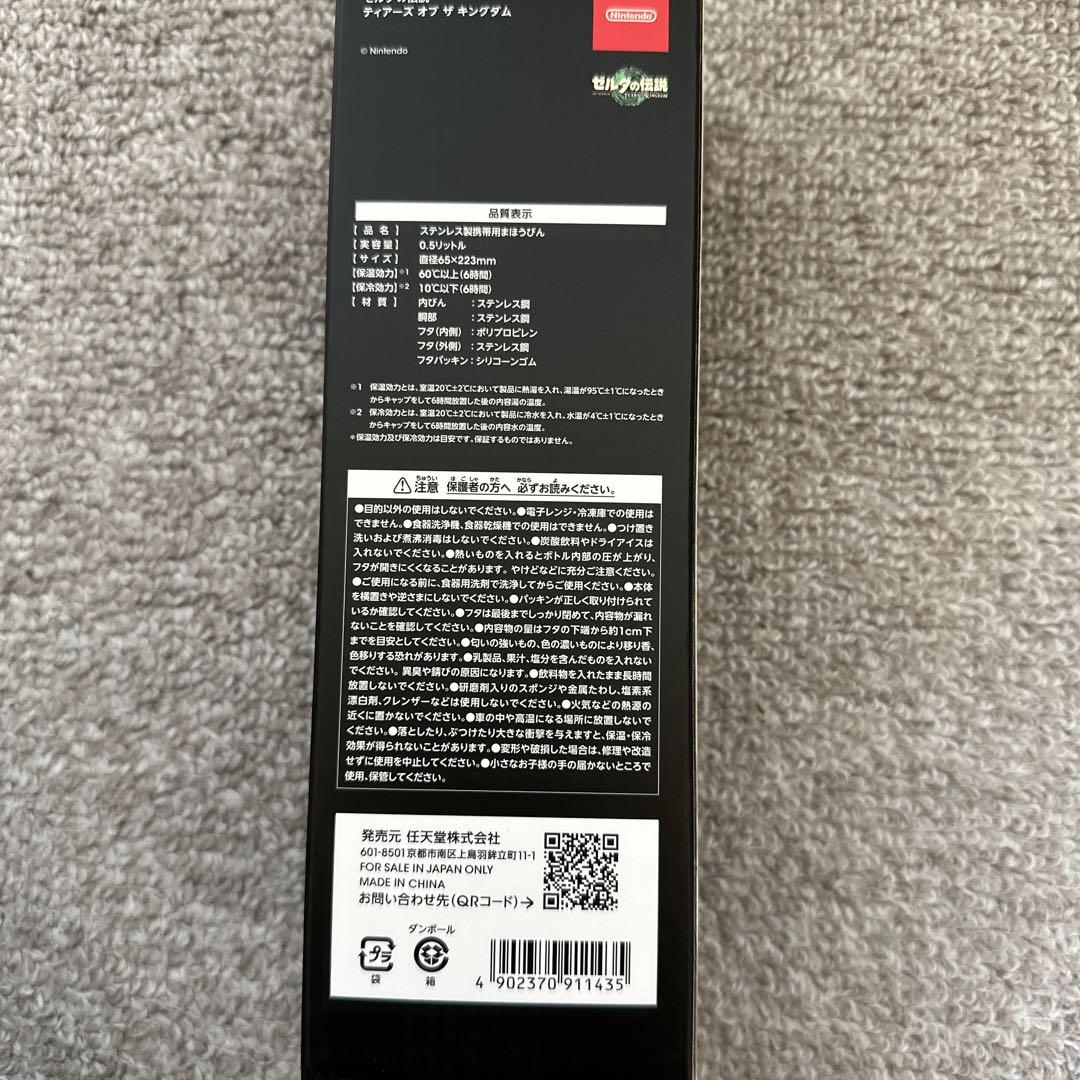 ゼルダの伝説
ティアーズ オブ ザ キングダム
© Nintendo
Nintendo
ゼルダの伝説
TEARS OF THE KINGDOM
品質表示
【品名】 ステンレス製携帯用まほうびん
【実容量】 0.5リットル
【サイズ】 直径65×223mm
【保温効力】※1 60℃以上(6時間)
【保冷効力】※2 10℃以下(6時間)
【材質】 内びん :ステンレス鋼
胴部 :ステンレス鋼
フタ(内側) :ポリプロピレン
フタ(外側) :ステンレス鋼
フタパッキン:シリコーンゴム
※1 保温効力とは、室温20℃±2℃において製品に熱湯を入れ、湯温が95℃±1℃になったとき
からキャップをして6時間放置した後の内容湯の温度。
※2 保冷効力とは、室温20℃±2℃において製品に冷水を入れ、水温が4℃±1℃になったとき
からキャップをして6時間放置した後の内容水の温度。
*保温効力及び保冷効力は目安です。保証するものではありません。
ちゅうい ほごしゃ かた かなら よ
注意 保護者の方へ 必ずお読みください。
●目的以外の使用はしないでください。●電子レンジ・冷凍庫での使用は
できません。●食器洗浄機、食器乾燥機での使用はできません。●つけ置き
洗いおよび煮沸消毒はしないでください。●炭酸飲料やドライアイスは
入れないでください。●熱いものを入れるとボトル内部の圧が上がり、
フタが開きにくくなることがあります。やけどなどに充分ご注意ください。
●ご使用になる前に、食器用洗剤で洗浄してからご使用ください。●本体
を横置きや逆さまにしないでください。●パッキンが正しく取り付けられて
いるか確認してください。●フタは最後までしっかり閉めて、内容物が漏れ
ないことを確認してください。●内容物の量はフタの下端から約1cm下
までを目安としてください。●匂いの強いもの、色の濃いものにより移り香、
色移りする恐れがあります。●乳製品、果汁、塩分を含んだものを入れない
でください。異臭や錆びの原因になります。●飲料物を入れたまま長時間
放置しないでください。●研磨剤入りのスポンジや金属たわし、塩素系
漂白剤、クレンザーなどは使用しないでください。●火気などの熱源の
近くに置かないでください。●車の中や高温になる場所に放置しないで
ください。●落としたり、ぶつけたり大きな衝撃を与えますと、保温・保冷
効果が得られないことがあります。●変形や破損した場合は、修理や改造
せずに使用を中止してください。●小さなお子様の手の届かないところで
使用、保管してください。
発売元 任天堂株式会社
601-8501 京都市南区上鳥羽鉾立町11-1
FOR SALE IN JAPAN ONLY
MADE IN CHINA
お問い合わせ先(QRコード)→
ダンボール
プラ
袋 箱
4 902370 911435